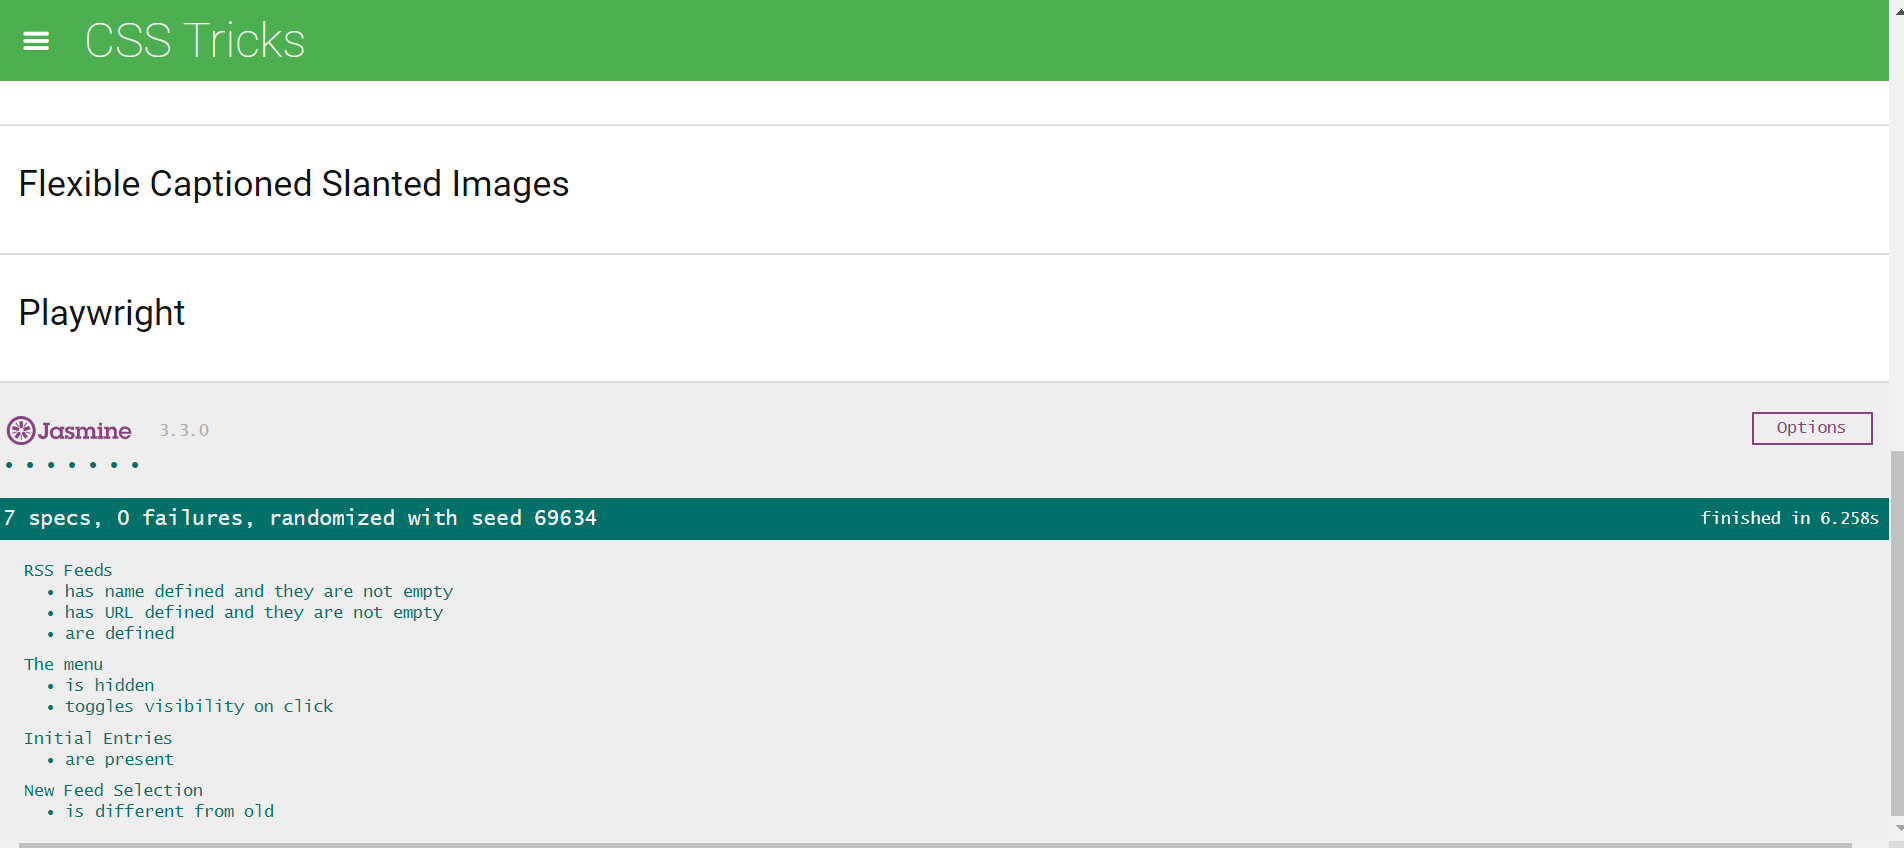 CSS Tricks
Flexible Captioned Slanted Images
Playwright
Jasmine 3.3.0
Options
7 specs, 0 failures, randomized with seed 69634
finished in 6.258s
RSS Feeds
• has name defined and they are not empty
• has URL defined and they are not empty
• are defined
The menu
• is hidden
• toggles visibility on click
Initial Entries
• are present
New Feed Selection
• is different from old